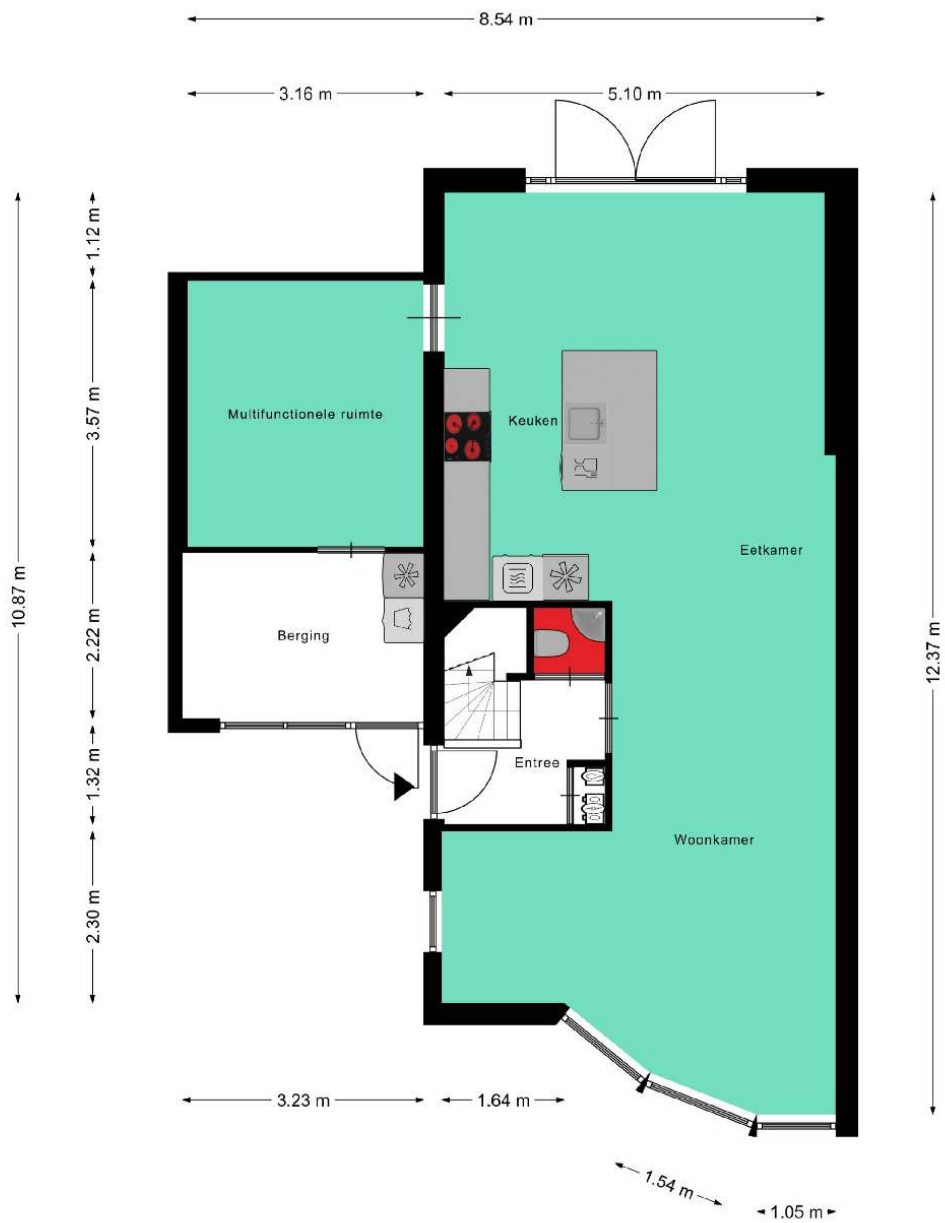 8.54 m
3.16 m
5.10 m
1.12 m
3.57 m
10.87 m
2.22 m
1.32 m
2.30 m
12.37 m
Multifunctionele ruimte
Keuken
Eetkamer
Berging
Entree
Woonkamer
3.23 m
1.64 m
1.54 m
1.05 m